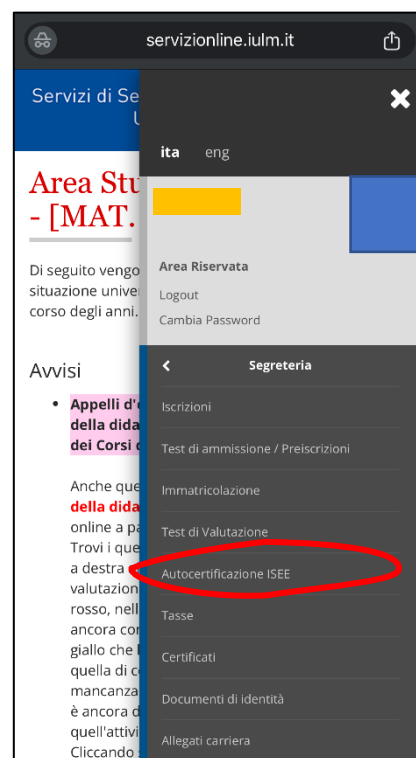 servizionline.iulm.it
Servizi di Se
U
ita eng
Area Stu
- [MAT.
Area Riservata
Logout
Cambia Password
Di seguito vengo
situazione univer
corso degli anni.
Segreteria
Iscrizioni
Test di ammissione / Preiscrizioni
Immatricolazione
Test di Valutazione
Autocertificazione ISEE
Tasse
Certificati
Documenti di identità
Allegati carriera
Avvisi
Appelli d'e
della dida
dei Corsi d
Anche que
della dida
online a pa
Trovi i que
a destra
valutazion
rosso, nell
ancora con
giallo che l
quella di c
mancanza
è ancora d
quell'attivi
Cliccando s